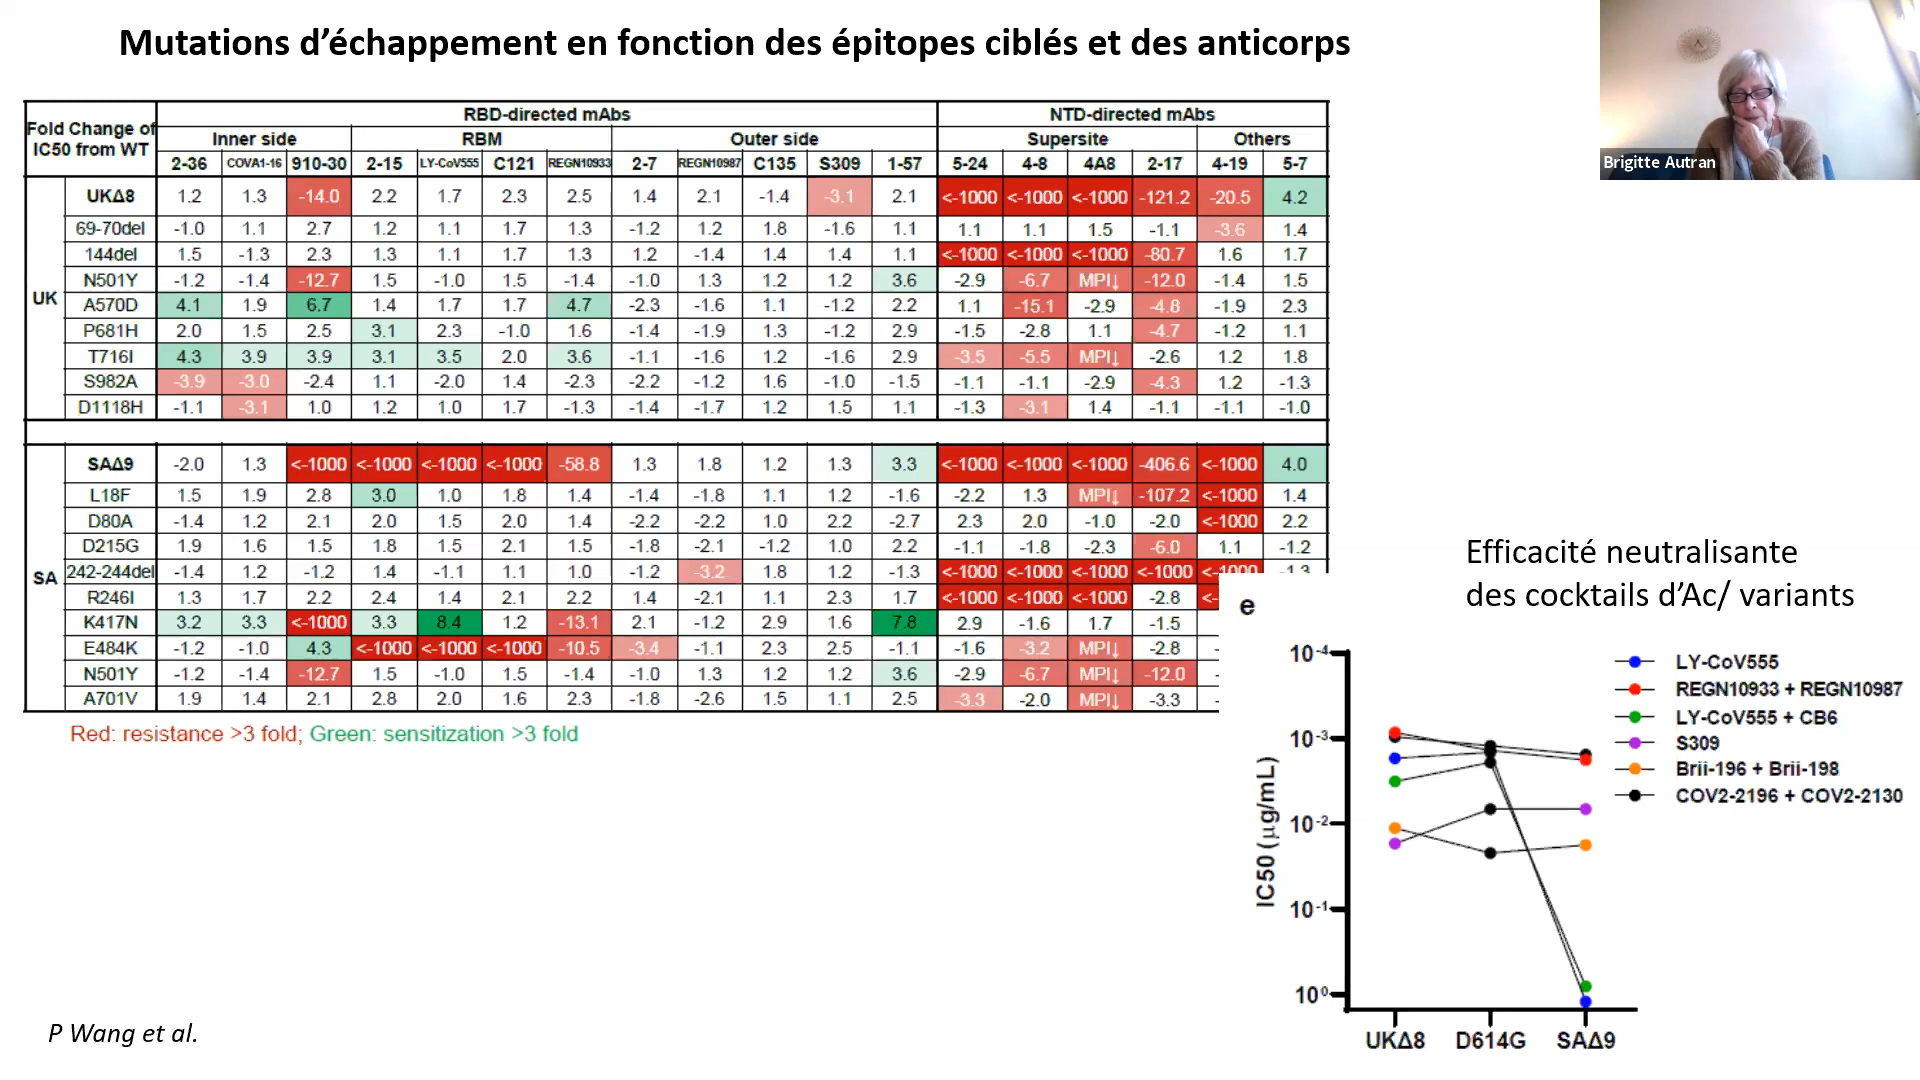 Mutations d'échappement en fonction des épitopes ciblés et des anticorps
Brigitte Autran
Fold Change of IC50 from WT
RBD-directed mAbs NTD-directed mAbs
Inner side RBM Outer side Supersite Others
2-36 COVA1-16 910-30 2-15 LY-CoV555 C121 REGN10933 2-7 REGN10987 C135 S309 1-57 5-24 4-8 4A8 2-17 4-19 5-7
UK
UKΔ8 1.2 1.3 -14.0 2.2 1.7 2.3 2.5 1.4 2.1 -1.4 -3.1 2.1 <-1000 <-1000 <-1000 -121.2 -20.5 4.2
69-70del -1.0 1.1 2.7 1.2 1.1 1.7 1.3 -1.2 1.2 1.8 -1.6 1.1 1.1 1.1 1.5 -1.1 -3.6 1.4
144del 1.5 -1.3 2.3 1.3 1.1 1.7 1.3 1.2 -1.4 1.4 1.4 1.1 <-1000 <-1000 <-1000 -80.7 1.6 1.7
N501Y -1.2 -1.4 -12.7 1.5 -1.0 1.5 -1.4 -1.0 1.3 1.2 1.2 3.6 -2.9 -6.7 MPI↓ -12.0 -1.4 1.5
A570D 4.1 1.9 6.7 1.4 1.7 1.7 4.7 -2.3 -1.6 1.1 -1.2 2.2 1.1 -15.1 -2.9 -4.8 -1.9 2.3
P681H 2.0 1.5 2.5 3.1 2.3 -1.0 1.6 -1.4 -1.9 1.3 -1.2 2.9 -1.5 -2.8 1.1 -4.7 -1.2 1.1
T716I 4.3 3.9 3.9 3.1 3.5 2.0 3.6 -1.1 -1.6 1.2 -1.6 2.9 -3.5 -5.5 MPI↓ -2.6 1.2 1.8
S982A -3.9 -3.0 -2.4 1.1 -2.0 1.4 -2.3 -2.2 -1.2 1.6 -1.0 -1.5 -1.1 -1.1 -2.9 -4.3 1.2 -1.3
D1118H -1.1 -3.1 1.0 1.2 1.0 1.7 -1.3 -1.4 -1.7 1.2 1.5 1.1 -1.3 -3.1 1.4 -1.1 -1.1 -1.0
SA
SAΔ9 -2.0 1.3 <-1000 <-1000 <-1000 <-1000 -58.8 1.3 1.8 1.2 1.3 3.3 <-1000 <-1000 <-1000 -406.6 <-1000 4.0
L18F 1.5 1.9 2.8 3.0 1.0 1.8 1.4 -1.4 -1.8 1.1 1.2 -1.6 -2.2 1.3 MPI↓ -107.2 <-1000 1.4
D80A -1.4 1.2 2.1 2.0 1.5 2.0 1.4 -2.2 -2.2 1.0 2.2 -2.7 2.3 2.0 -1.0 -2.0 <-1000 2.2
D215G 1.9 1.6 1.5 1.8 1.5 2.1 1.5 -1.8 -2.1 -1.2 1.0 2.2 -1.1 -1.8 -2.3 -6.0 1.1 -1.2
242-244del -1.4 1.2 -1.2 1.4 -1.1 1.1 1.0 -1.2 -3.2 1.8 1.2 -1.3 <-1000 <-1000 <-1000 <-1000 <-1000 -1.3
R246I 1.3 1.7 2.2 2.4 1.4 2.1 2.2 1.4 -2.1 1.1 2.3 1.7 <-1000 <-1000 <-1000 -2.8 <-
K417N 3.2 3.3 <-1000 3.3 8.4 1.2 -13.1 2.1 -1.2 2.9 1.6 7.8 2.9 -1.6 1.7 -1.5
E484K -1.2 -1.0 4.3 <-1000 <-1000 <-1000 -10.5 -3.4 -1.1 2.3 2.5 -1.1 -1.6 -3.2 MPI↓ -2.8 -
N501Y -1.2 -1.4 -12.7 1.5 -1.0 1.5 -1.4 -1.0 1.3 1.2 1.2 3.6 -2.9 -6.7 MPI↓ -12.0 -
A701V 1.9 1.4 2.1 2.8 2.0 1.6 2.3 -1.8 -2.6 1.5 1.1 2.5 -3.3 -2.0 MPI↓ -3.3 -
Red: resistance >3 fold; Green: sensitization >3 fold
Efficacité neutralisante
des cocktails d'Ac/ variants
e
IC50 (µg/mL)
10-4
10-3
10-2
10-1
100
UKΔ8 D614G SAΔ9
LY-CoV555
REGN10933 + REGN10987
LY-CoV555 + CB6
S309
Brii-196 + Brii-198
COV2-2196 + COV2-2130
P Wang et al.